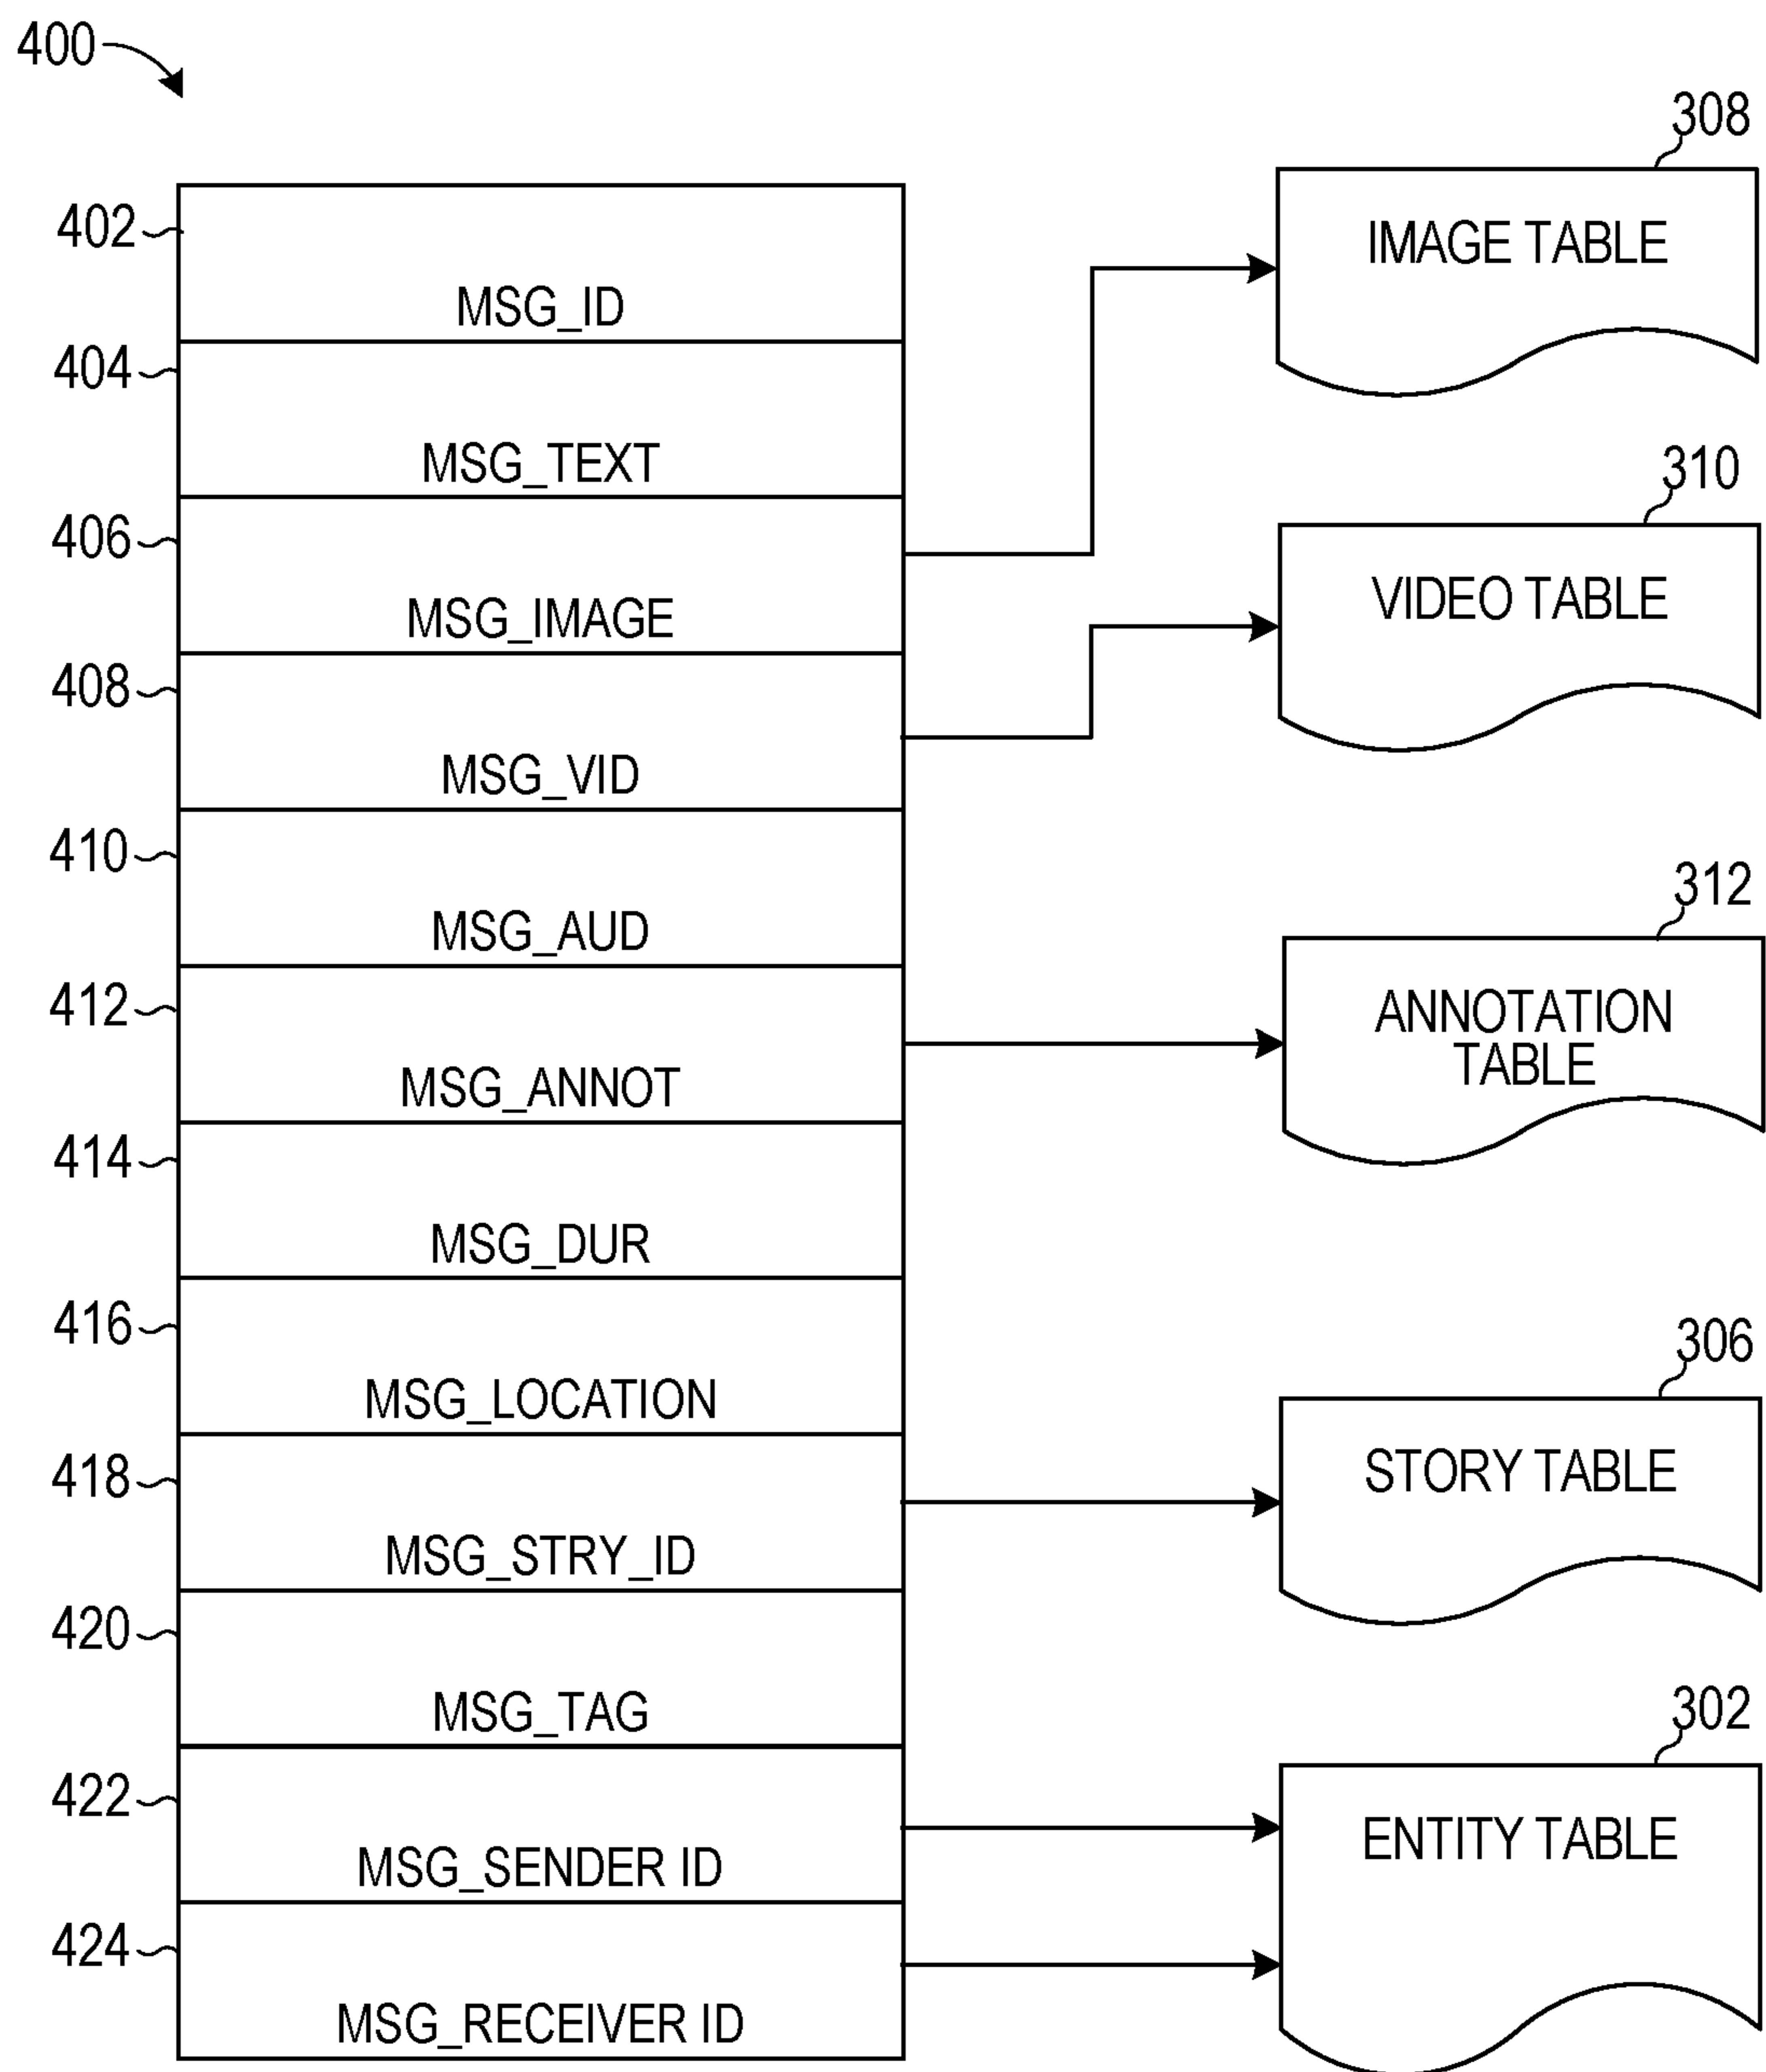 400
308
402
IMAGE TABLE
MSG_ID
404
MSG_TEXT
310
406
VIDEO TABLE
MSG_IMAGE
408
MSG_VID
410
312
MSG_AUD
412
ANNOTATION
TABLE
MSG_ANNOT
414
MSG_DUR
416
306
MSG_LOCATION
418
STORY TABLE
MSG_STRY_ID
420
MSG_TAG
302
422
ENTITY TABLE
MSG_SENDER ID
424
MSG_RECEIVER ID